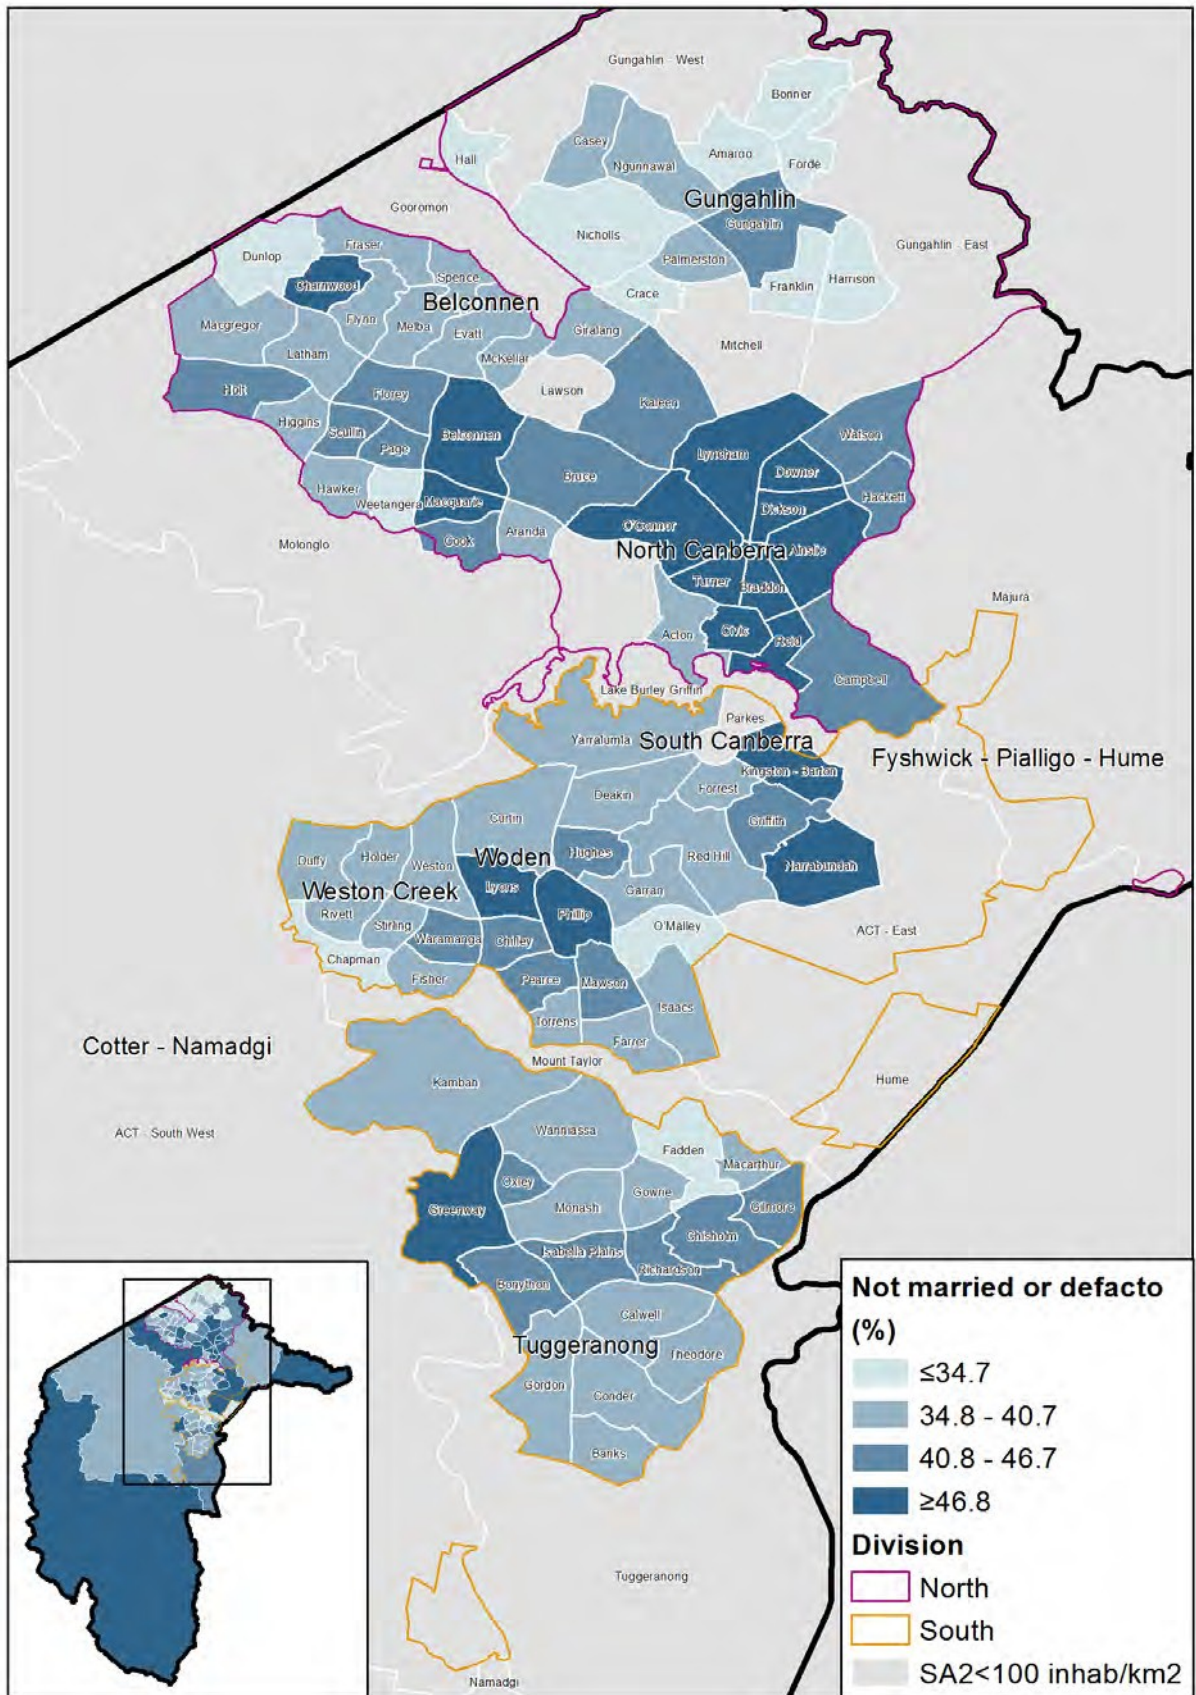 Gungahlin - West
Bonner
Casey
Ngunnawal
Amaroo
Forde
Hall
Gungahlin
Gooromon
Gungahlin
Nicholls
Gungahlin - East
Fraser
Dunlop
Palmerston
Spence
Harrison
Charnwood
Crace
Franklin
Belconnen
Flynn
Macgregor
Melba
Evatt
Giralang
Mitchell
Latham
McKellar
Lawson
Holt
Florey
Kaleen
Higgins
Scullin
Belconnen
Watson
Page
Lyneham
Downer
Bruce
Hawker
Weetangera
Macquarie
Hackett
Dickson
O'Connor
Aranda
Cook
Molonglo
North Canberra
Ainslie
Turner
Braddon
Majura
Acton
Civic
Reid
Campbell
Lake Burley Griffin
Parkes
Yarralumla
South Canberra
Fyshwick - Pialligo - Hume
Kingston - Barton
Forrest
Deakin
Curtin
Griffith
Duffy
Holder
Weston
Woden
Hughes
Red Hill
Narrabundah
Weston Creek
Lyons
Garran
Rivett
Stirling
Phillip
O'Malley
ACT - East
Waramanga
Chifley
Chapman
Fisher
Pearce
Mawson
Isaacs
Torrens
Farrer
Cotter - Namadgi
Mount Taylor
Kambah
Hume
ACT - South West
Wanniassa
Fadden
Macarthur
Oxley
Gowrie
Greenway
Monash
Gilmore
Chisholm
Isabella Plains
Richardson
Bonython
Calwell
Tuggeranong
Theodore
Gordon
Conder
Banks
Tuggeranong
Namadgi
Not married or defacto
(%)
≤34.7
34.8 - 40.7
40.8 - 46.7
≥46.8
Division
North
South
SA2<100 inhab/km2